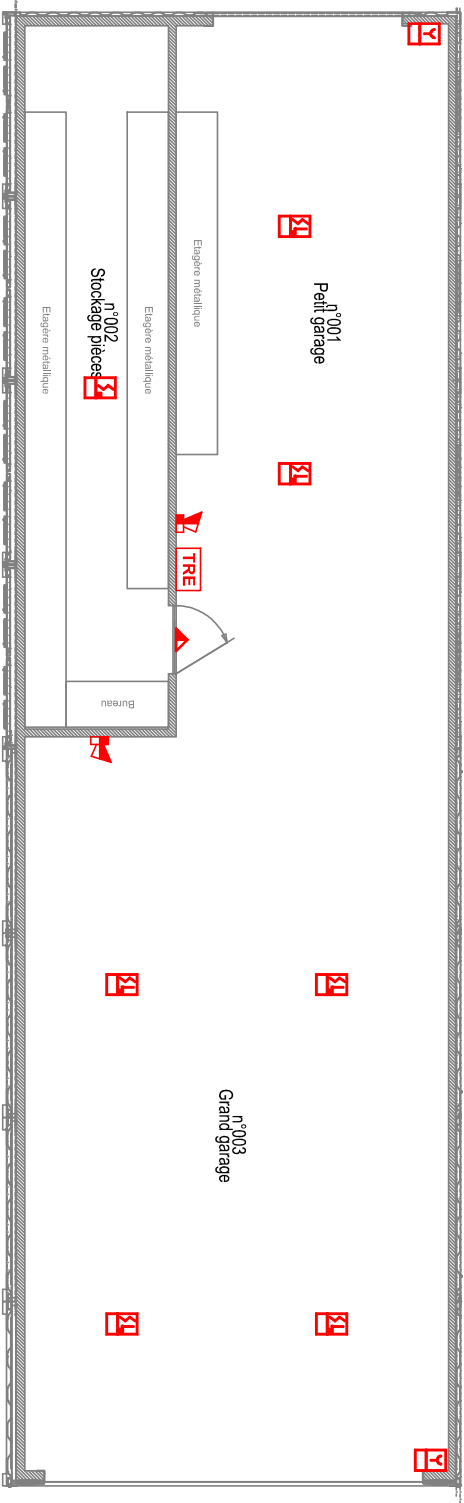 Y
Etagère métallique
n°001
Petit garage
n°002
Stockage pièces
Etagère métallique
Etagère métallique
TRE
Bureau
n°003
Grand garage
Y